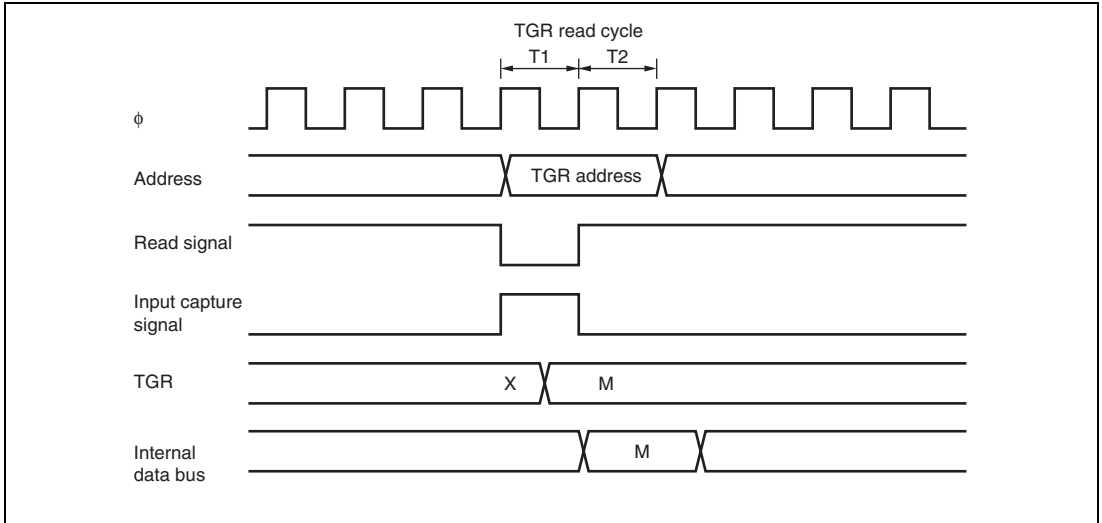 TGR read cycle
T1 T2
ϕ
Address
TGR address
Read signal
Input capture
signal
TGR
X M
Internal
data bus
M